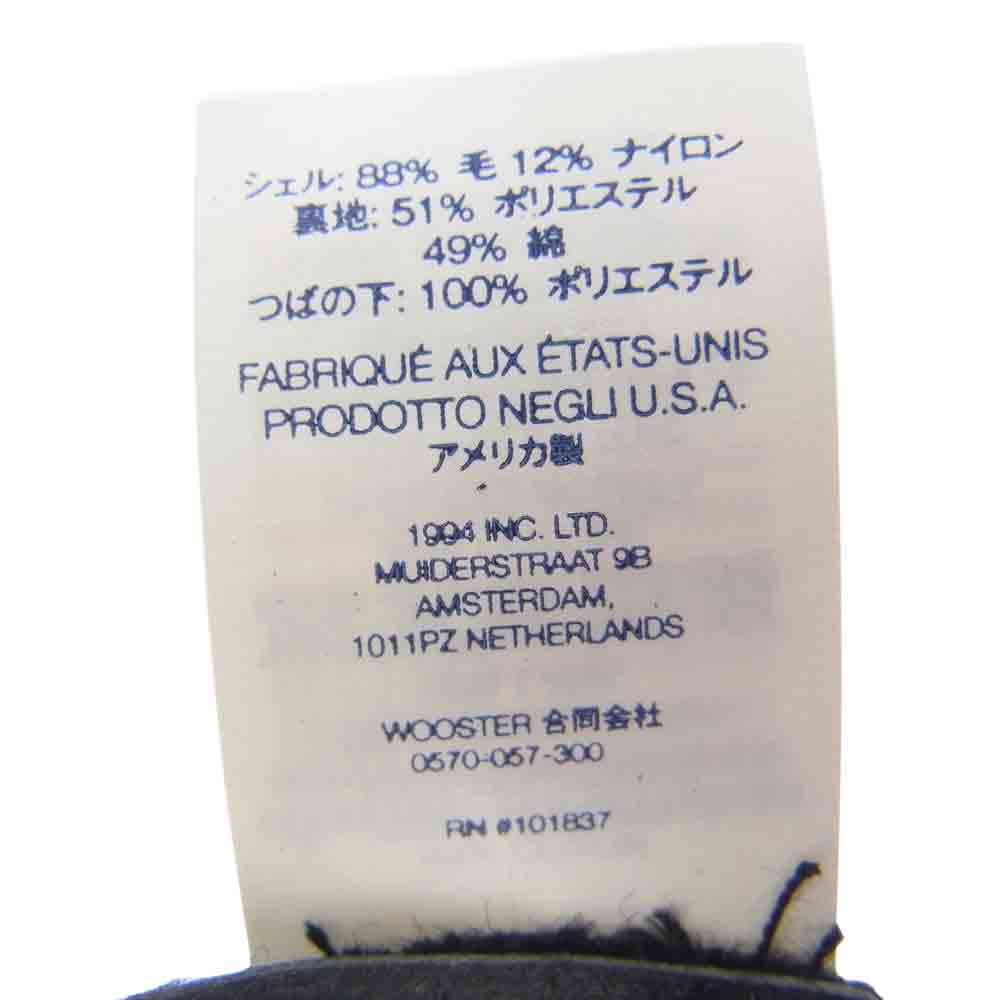 シェル: 88% 毛 12% ナイロン
裏地: 51% ポリエステル
49% 綿
つばの下: 100% ポリエステル
FABRIQUÉ AUX ÉTATS-UNIS
PRODOTTO NEGLI U.S.A.
アメリカ製
1994 INC. LTD.
MUIDERSTRAAT 9B
AMSTERDAM,
1011PZ NETHERLANDS
WOOSTER 合同会社
0570-057-300
RN #101837